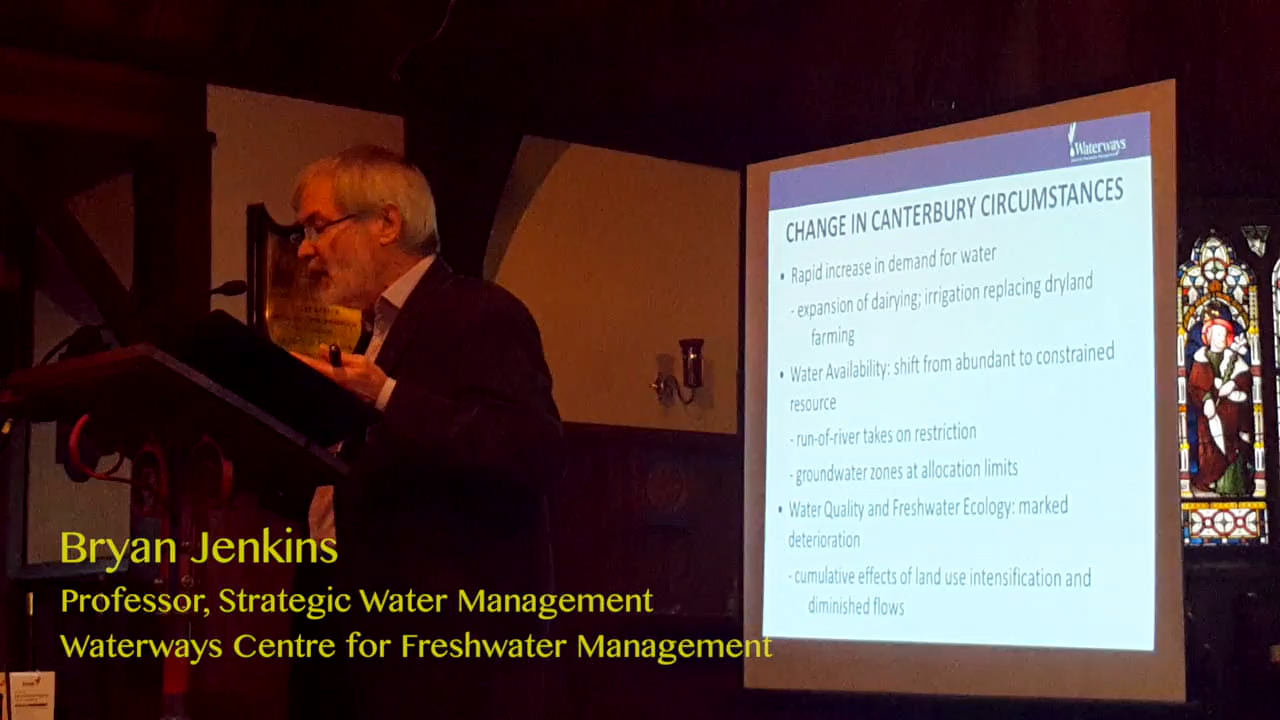 Waterways
CHANGE IN CANTERBURY CIRCUMSTANCES
• Rapid increase in demand for water
- expansion of dairying; irrigation replacing dryland
farming
• Water Availability: shift from abundant to constrained
resource
- run-of-river takes on restriction
- groundwater zones at allocation limits
• Water Quality and Freshwater Ecology: marked
deterioration
- cumulative effects of land use intensification and
diminished flows
Bryan Jenkins
Professor, Strategic Water Management
Waterways Centre for Freshwater Management